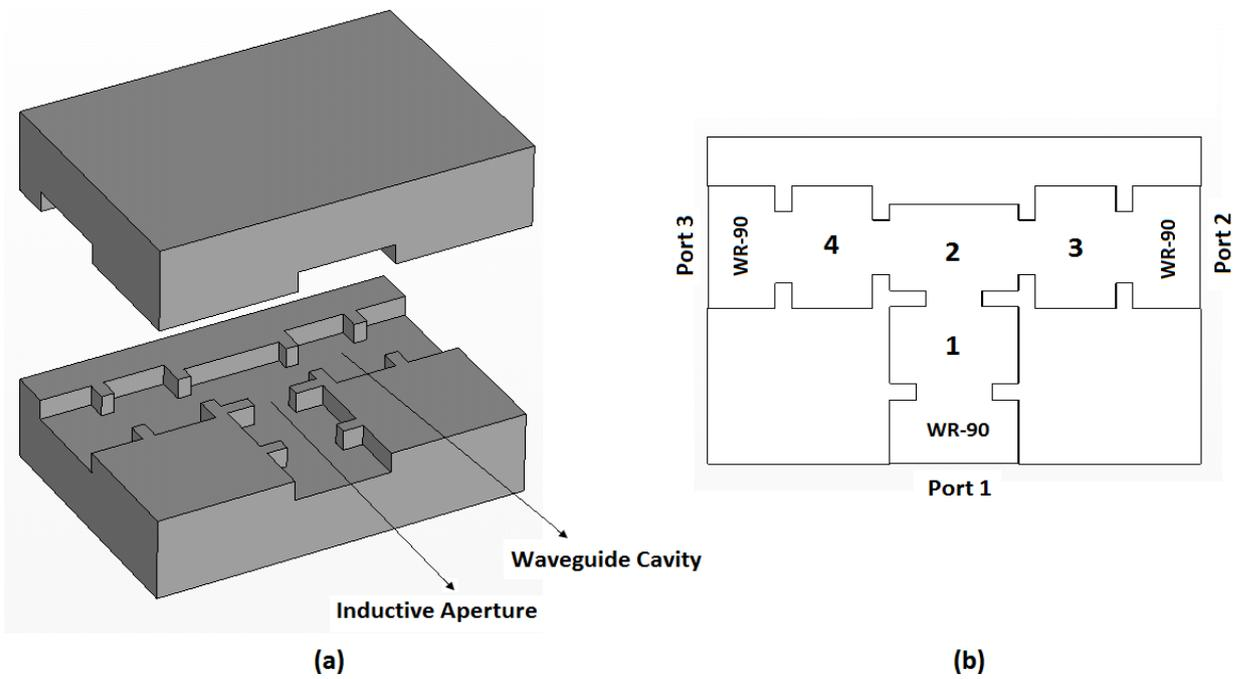 Waveguide Cavity
Inductive Aperture
(a)
Port 3
WR-90
4
2
3
WR-90
Port 2
1
WR-90
Port 1
(b)